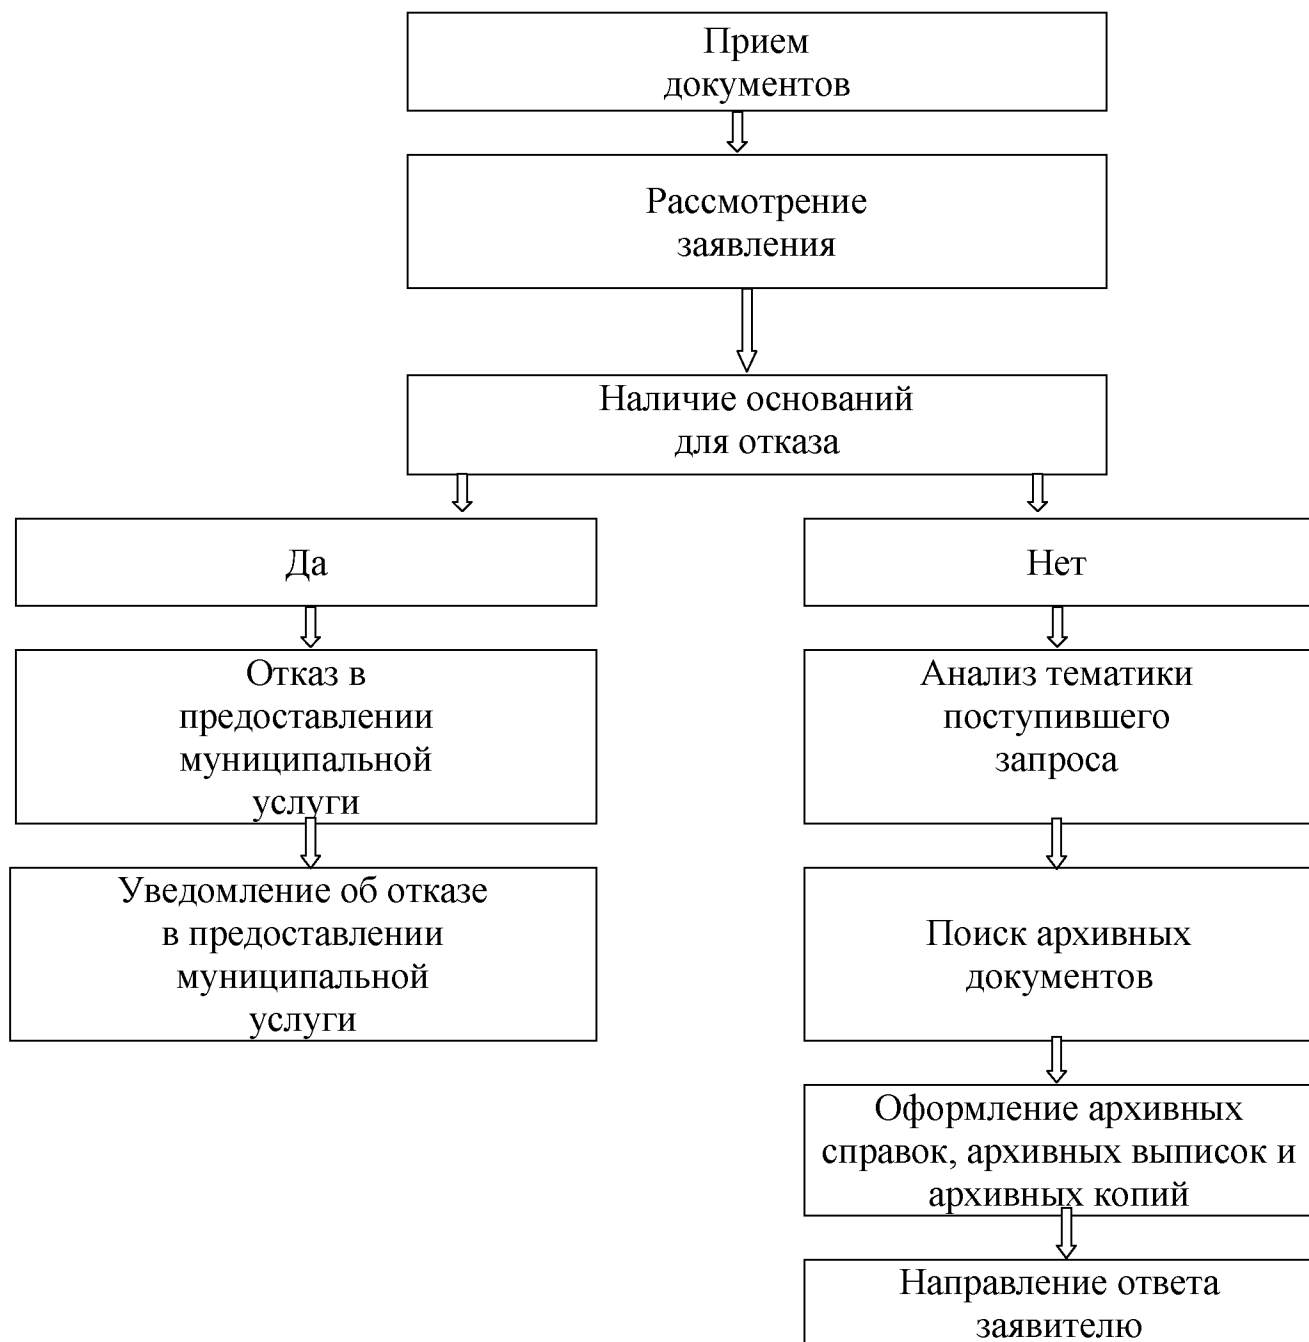 Прием
документов
Рассмотрение
заявления
Наличие оснований
для отказа
Да
Нет
Отказ в
предоставлении
муниципальной
услуги
Анализ тематики
поступившего
запроса
Уведомление об отказе
в предоставлении
муниципальной
услуги
Поиск архивных
документов
Оформление архивных
справок, архивных выписок и
архивных копий
Направление ответа
заявителю